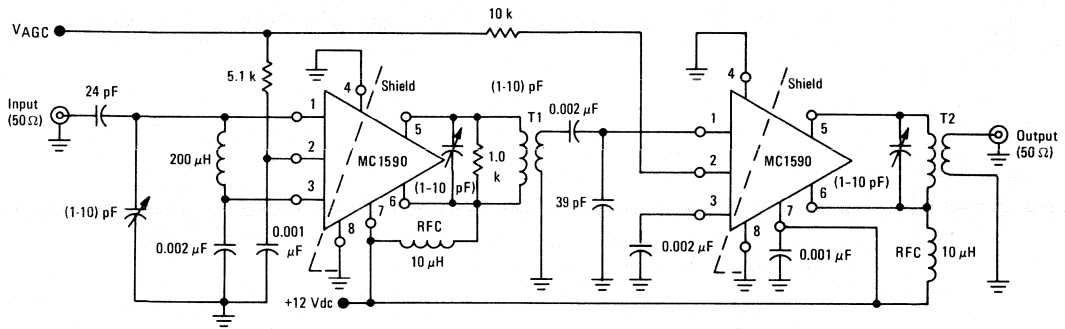 10 k
VAGC
5.1 k
4
Shield
(1-10) pF
4
Shield
24 pF
Input
(50 Ω)
1
5
T1
0.002 μF
1
5
T2
Output
(50 Ω)
200 μH
2
MC1590
1.0
k
2
MC1590
3
(1-10) pF)
6
7
8
39 pF
3
(1-10 pF)
6
7
8
(1-10) pF
RFC
10 μH
0.002 μF
0.001
μF
0.002 μF
0.001 μF
RFC
10 μH
+12 Vdc